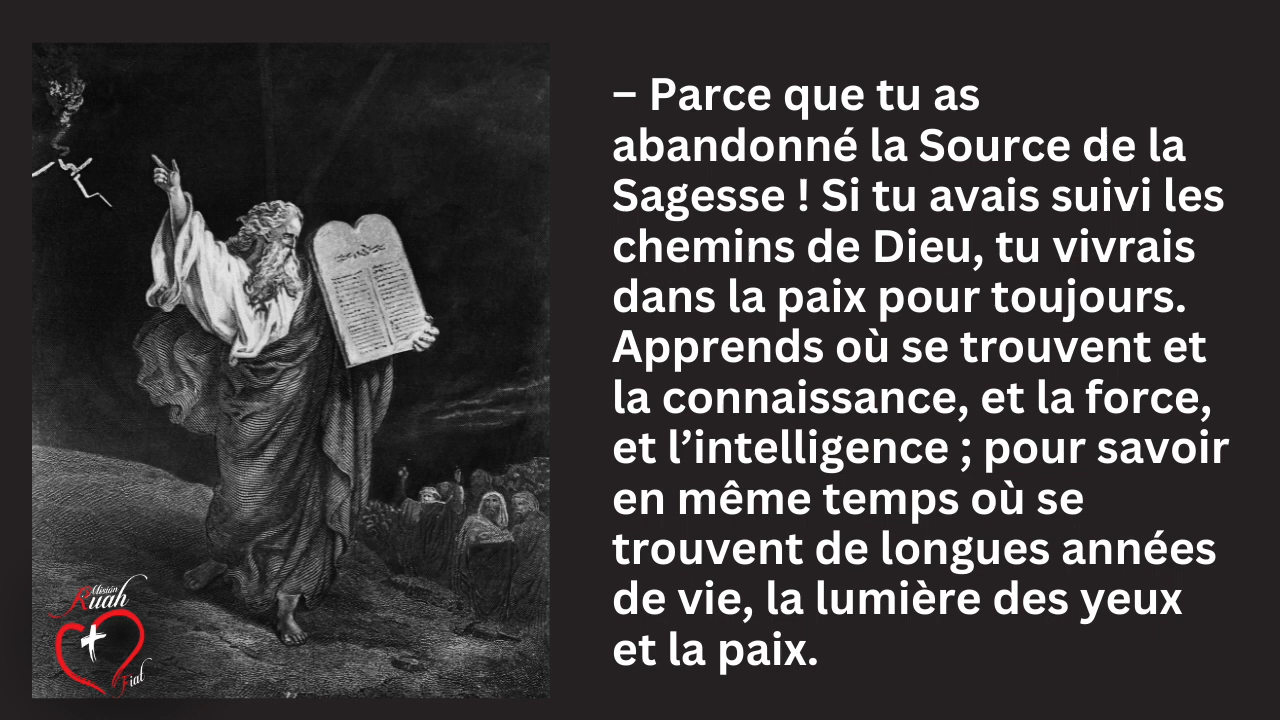 – Parce que tu as
abandonné la Source de la
Sagesse ! Si tu avais suivi les
chemins de Dieu, tu vivrais
dans la paix pour toujours.
Apprends où se trouvent et
la connaissance, et la force,
et l’intelligence ; pour savoir
en même temps où se
trouvent de longues années
de vie, la lumière des yeux
et la paix.
Misión
Ruah
Fial